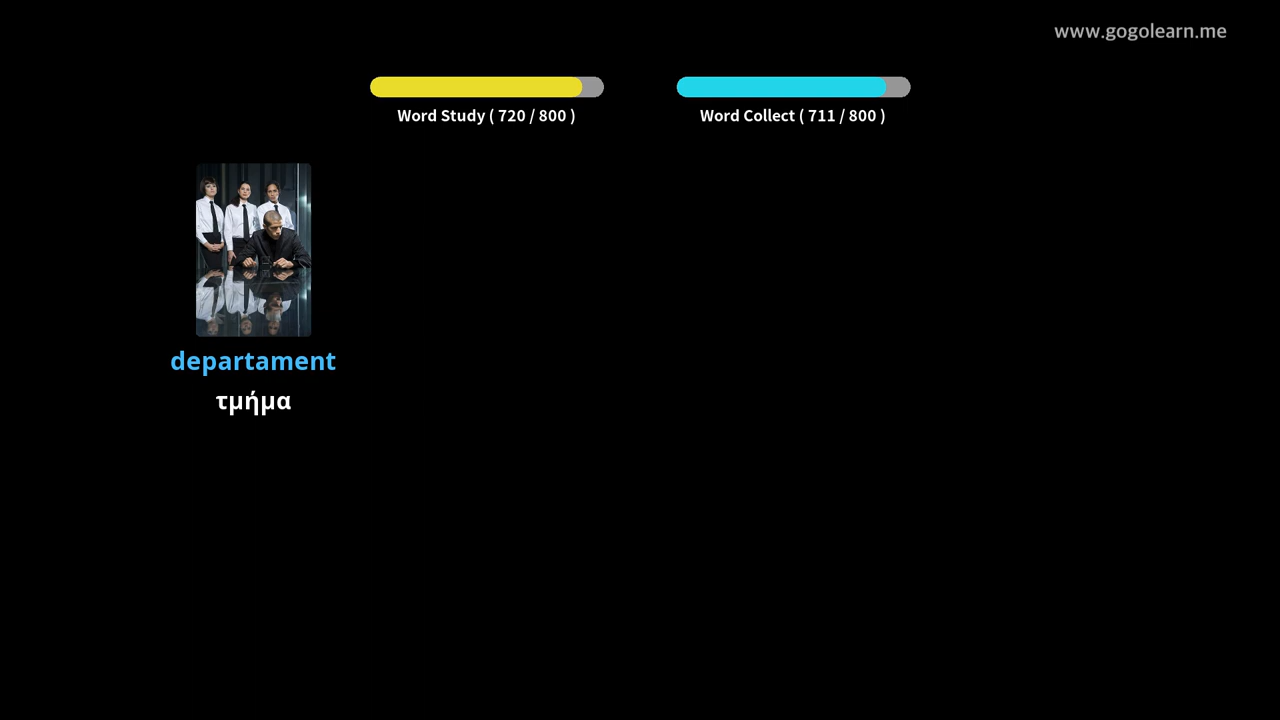 www.gogolearn.me
Word Study ( 720 / 800 )
Word Collect ( 711 / 800 )
departament
τμήμα